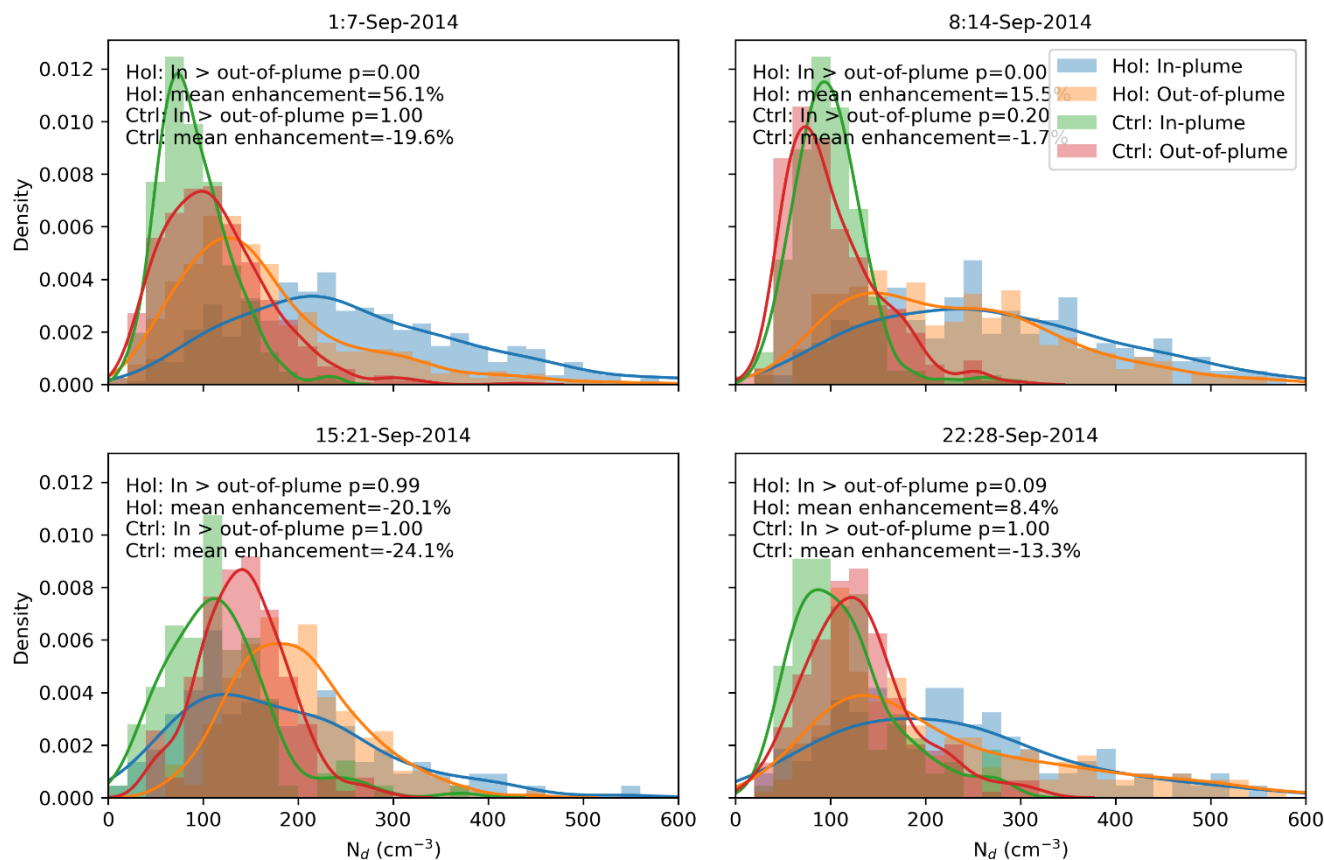 1:7-Sep-2014
Hol: In > out-of-plume p=0.00
Hol: mean enhancement=56.1%
Ctrl: In > out-of-plume p=1.00
Ctrl: mean enhancement=-19.6%
Density
0.012
0.010
0.008
0.006
0.004
0.002
0.000
0
100
200
300
400
500
600
8:14-Sep-2014
Hol: In > out-of-plume p=0.00
Hol: mean enhancement=15.5%
Ctrl: In > out-of-plume p=0.20
Ctrl: mean enhancement=-1.7%
Hol: In-plume
Hol: Out-of-plume
Ctrl: In-plume
Ctrl: Out-of-plume
15:21-Sep-2014
Hol: In > out-of-plume p=0.99
Hol: mean enhancement=-20.1%
Ctrl: In > out-of-plume p=1.00
Ctrl: mean enhancement=-24.1%
Density
0.012
0.010
0.008
0.006
0.004
0.002
0.000
0 100 200 300 400 500 600
N_d (cm⁻³)
22:28-Sep-2014
Hol: In > out-of-plume p=0.09
Hol: mean enhancement=8.4%
Ctrl: In > out-of-plume p=1.00
Ctrl: mean enhancement=-13.3%
0 100 200 300 400 500 600
N_d (cm⁻³)